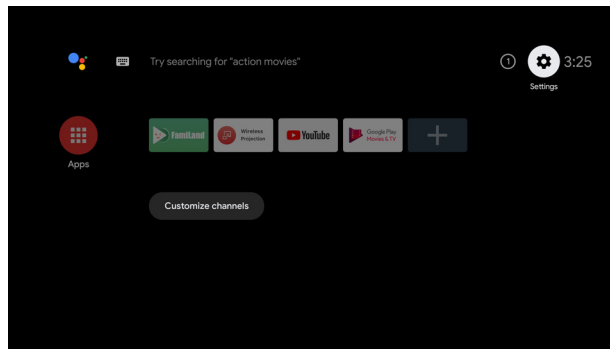 Try searching for "action movies"
1
3:25
Settings
Apps
FamiLand
Wireless
Projection
YouTube
Google Play
Movies & TV
Customize channels